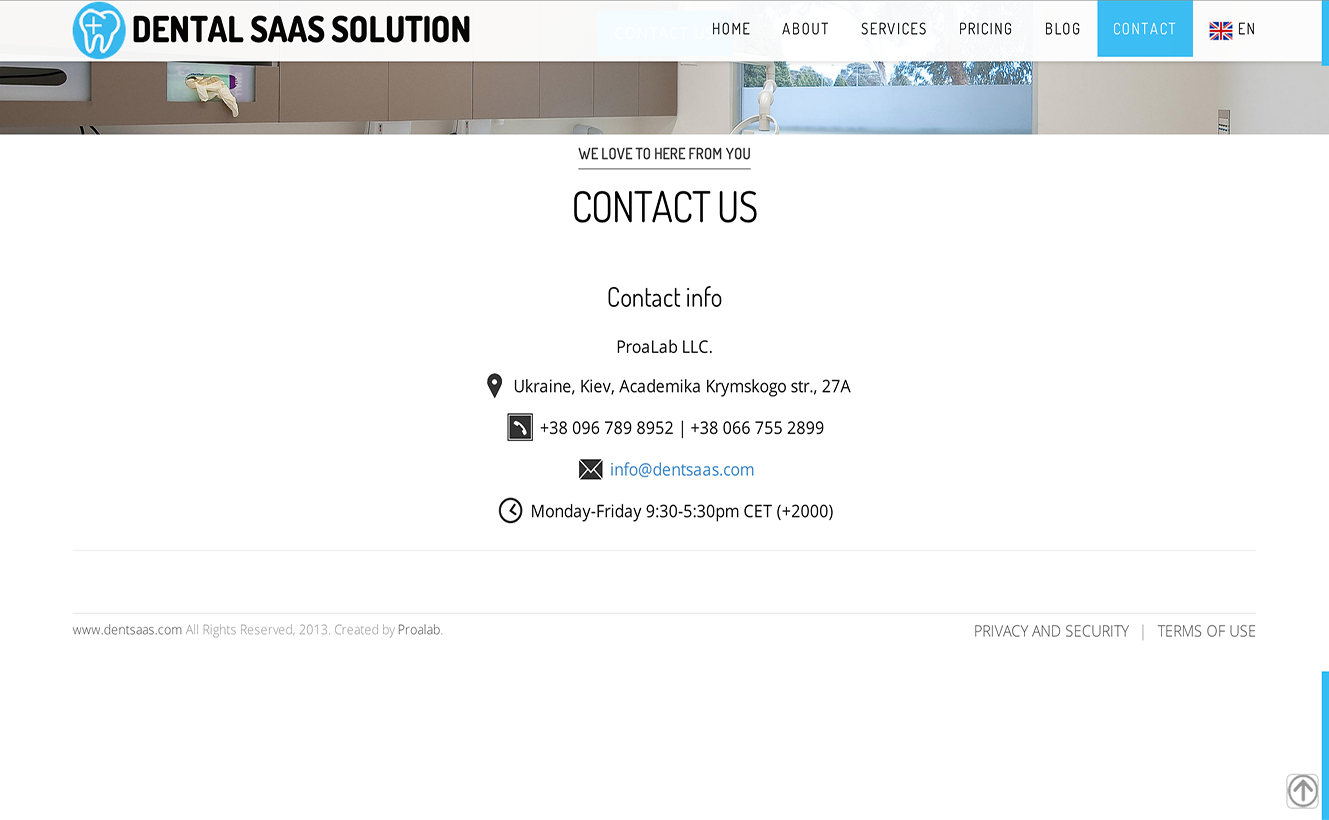 DENTAL SAAS SOLUTION
HOME ABOUT SERVICES PRICING BLOG CONTACT EN
WE LOVE TO HERE FROM YOU
CONTACT US
Contact info
ProaLab LLC.
Ukraine, Kiev, Academika Krymskogo str., 27A
+38 096 789 8952 | +38 066 755 2899
info@dentsaas.com
Monday-Friday 9:30-5:30pm CET (+2000)
www.dentsaas.com All Rights Reserved, 2013. Created by Proalab.
PRIVACY AND SECURITY | TERMS OF USE